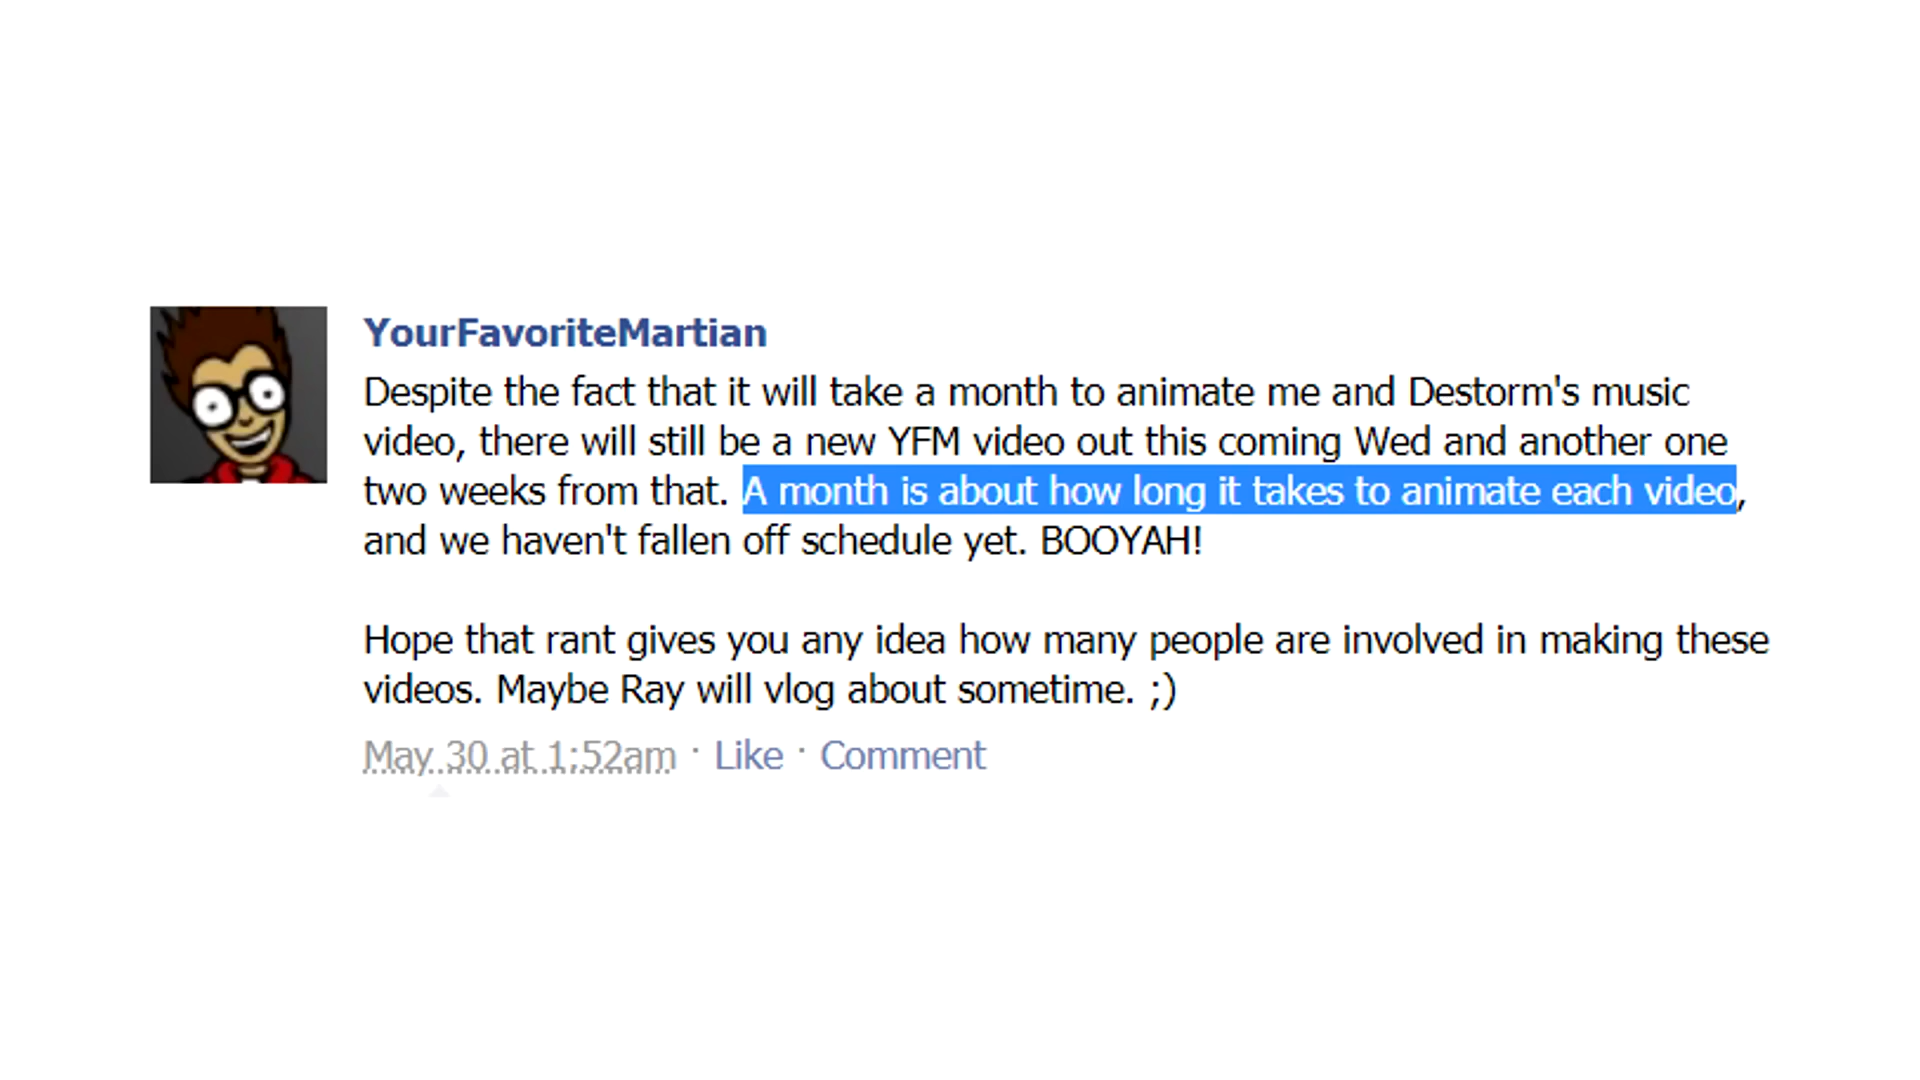 YourFavoriteMartian
Despite the fact that it will take a month to animate me and Destorm's music
video, there will still be a new YFM video out this coming Wed and another one
two weeks from that. A month is about how long it takes to animate each video,
and we haven't fallen off schedule yet. BOOYAH!
Hope that rant gives you any idea how many people are involved in making these
videos. Maybe Ray will vlog about sometime. ;)
May 30 at 1:52am · Like · Comment